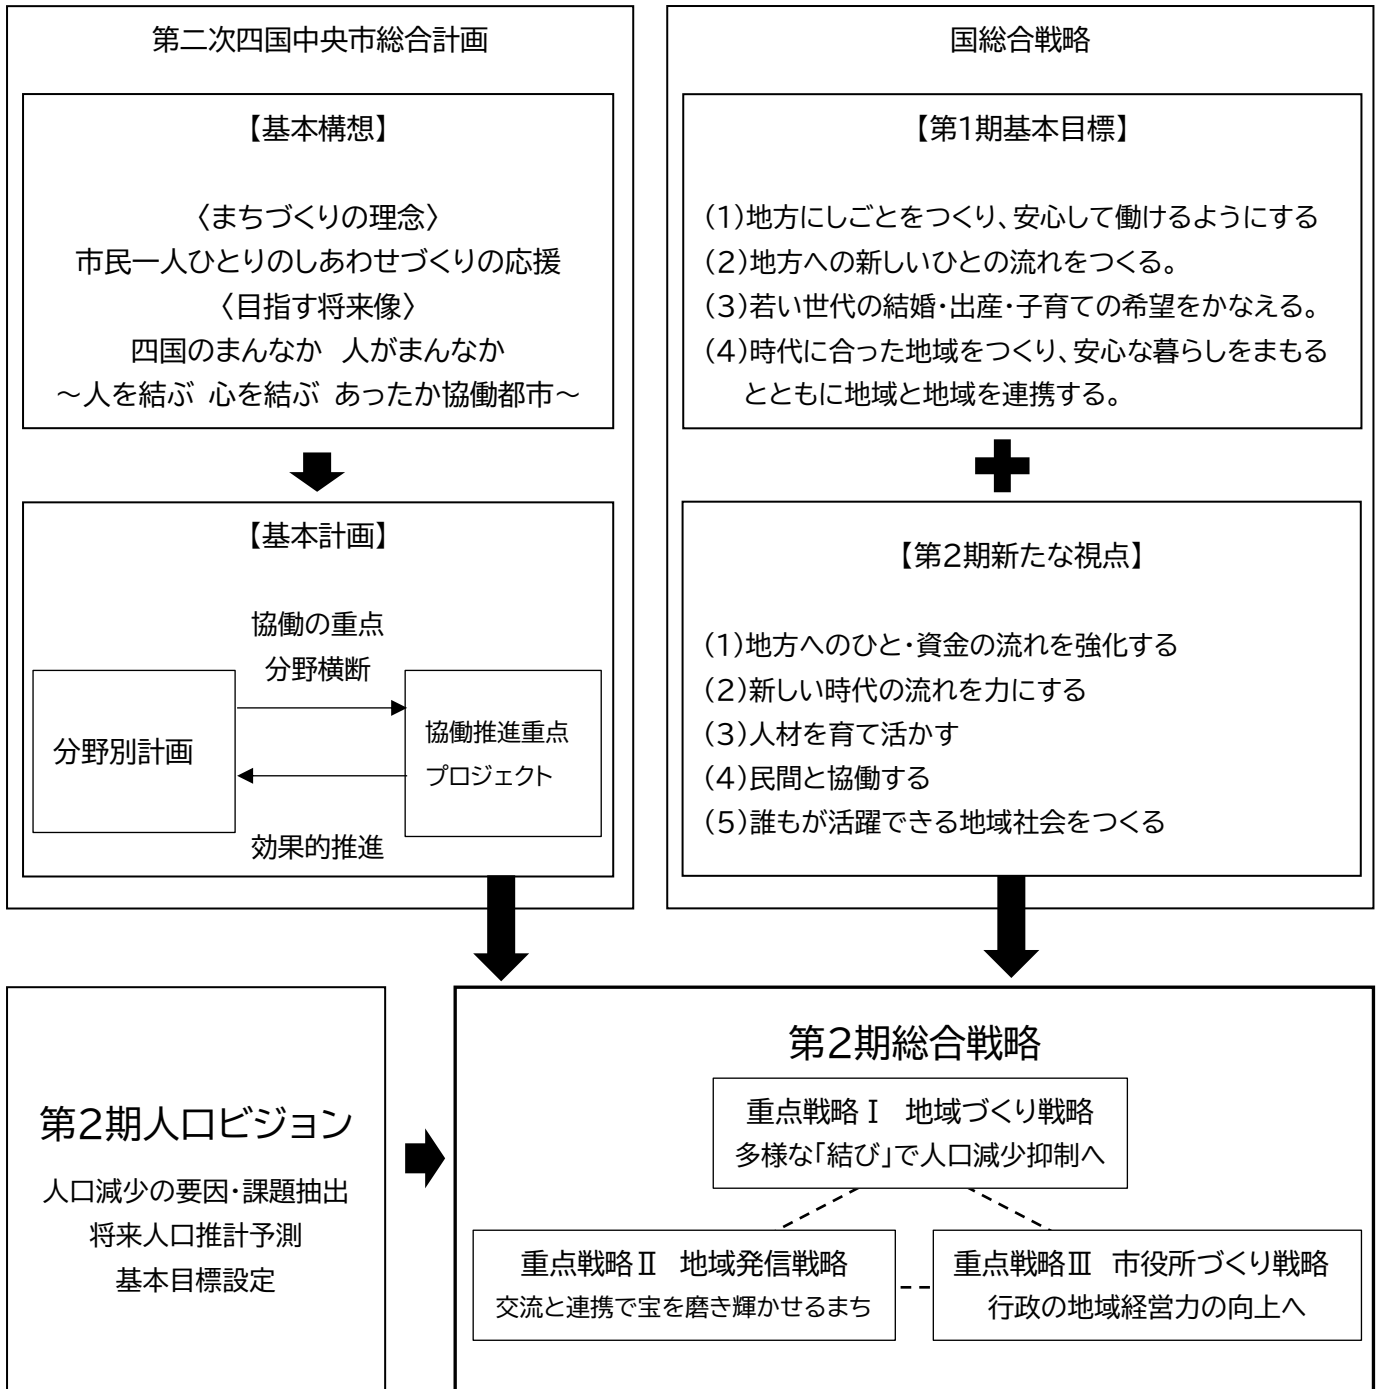 第二次四国中央市総合計画
【基本構想】
〈まちづくりの理念〉
市民一人ひとりのしあわせづくりの応援
〈目指す将来像〉
四国のまんなか 人がまんなか
～人を結ぶ 心を結ぶ あったか協働都市～
【基本計画】
協働の重点
分野横断
分野別計画
協働推進重点
プロジェクト
効果的推進
国総合戦略
【第1期基本目標】
(1)地方にしごとをつくり、安心して働けるようにする
(2)地方への新しいひとの流れをつくる。
(3)若い世代の結婚・出産・子育ての希望をかなえる。
(4)時代に合った地域をつくり、安心な暮らしをまもる
とともに地域と地域を連携する。
【第2期新たな視点】
(1)地方へのひと・資金の流れを強化する
(2)新しい時代の流れを力にする
(3)人材を育て活かす
(4)民間と協働する
(5)誰もが活躍できる地域社会をつくる
第2期人口ビジョン
人口減少の要因・課題抽出
将来人口推計予測
基本目標設定
第2期総合戦略
重点戦略Ⅰ 地域づくり戦略
多様な「結び」で人口減少抑制へ
重点戦略Ⅱ 地域発信戦略
交流と連携で宝を磨き輝かせるまち
重点戦略Ⅲ 市役所づくり戦略
行政の地域経営力の向上へ